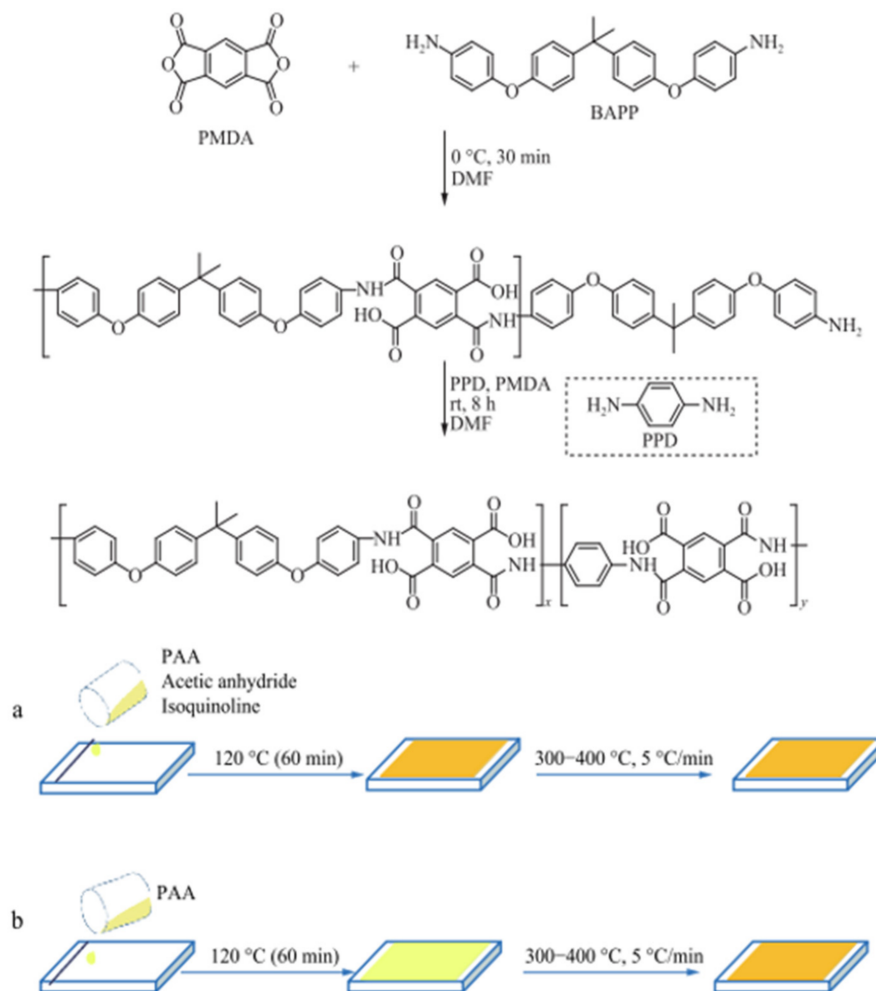 O O
O O
O O
PMDA
+
H₂N NH₂
O O
BAPP
0 °C, 30 min
DMF
O O
NH OH
O O
HO NH
O O
O O
NH₂
PPD, PMDA
rt, 8 h
DMF
H₂N NH₂
PPD
O O
NH OH
O O
HO NH
O O
x
O O
HO NH
NH OH
O O
y
a
PAA
Acetic anhydride
Isoquinoline
120 °C (60 min)
300−400 °C, 5 °C/min
b
PAA
120 °C (60 min)
300−400 °C, 5 °C/min